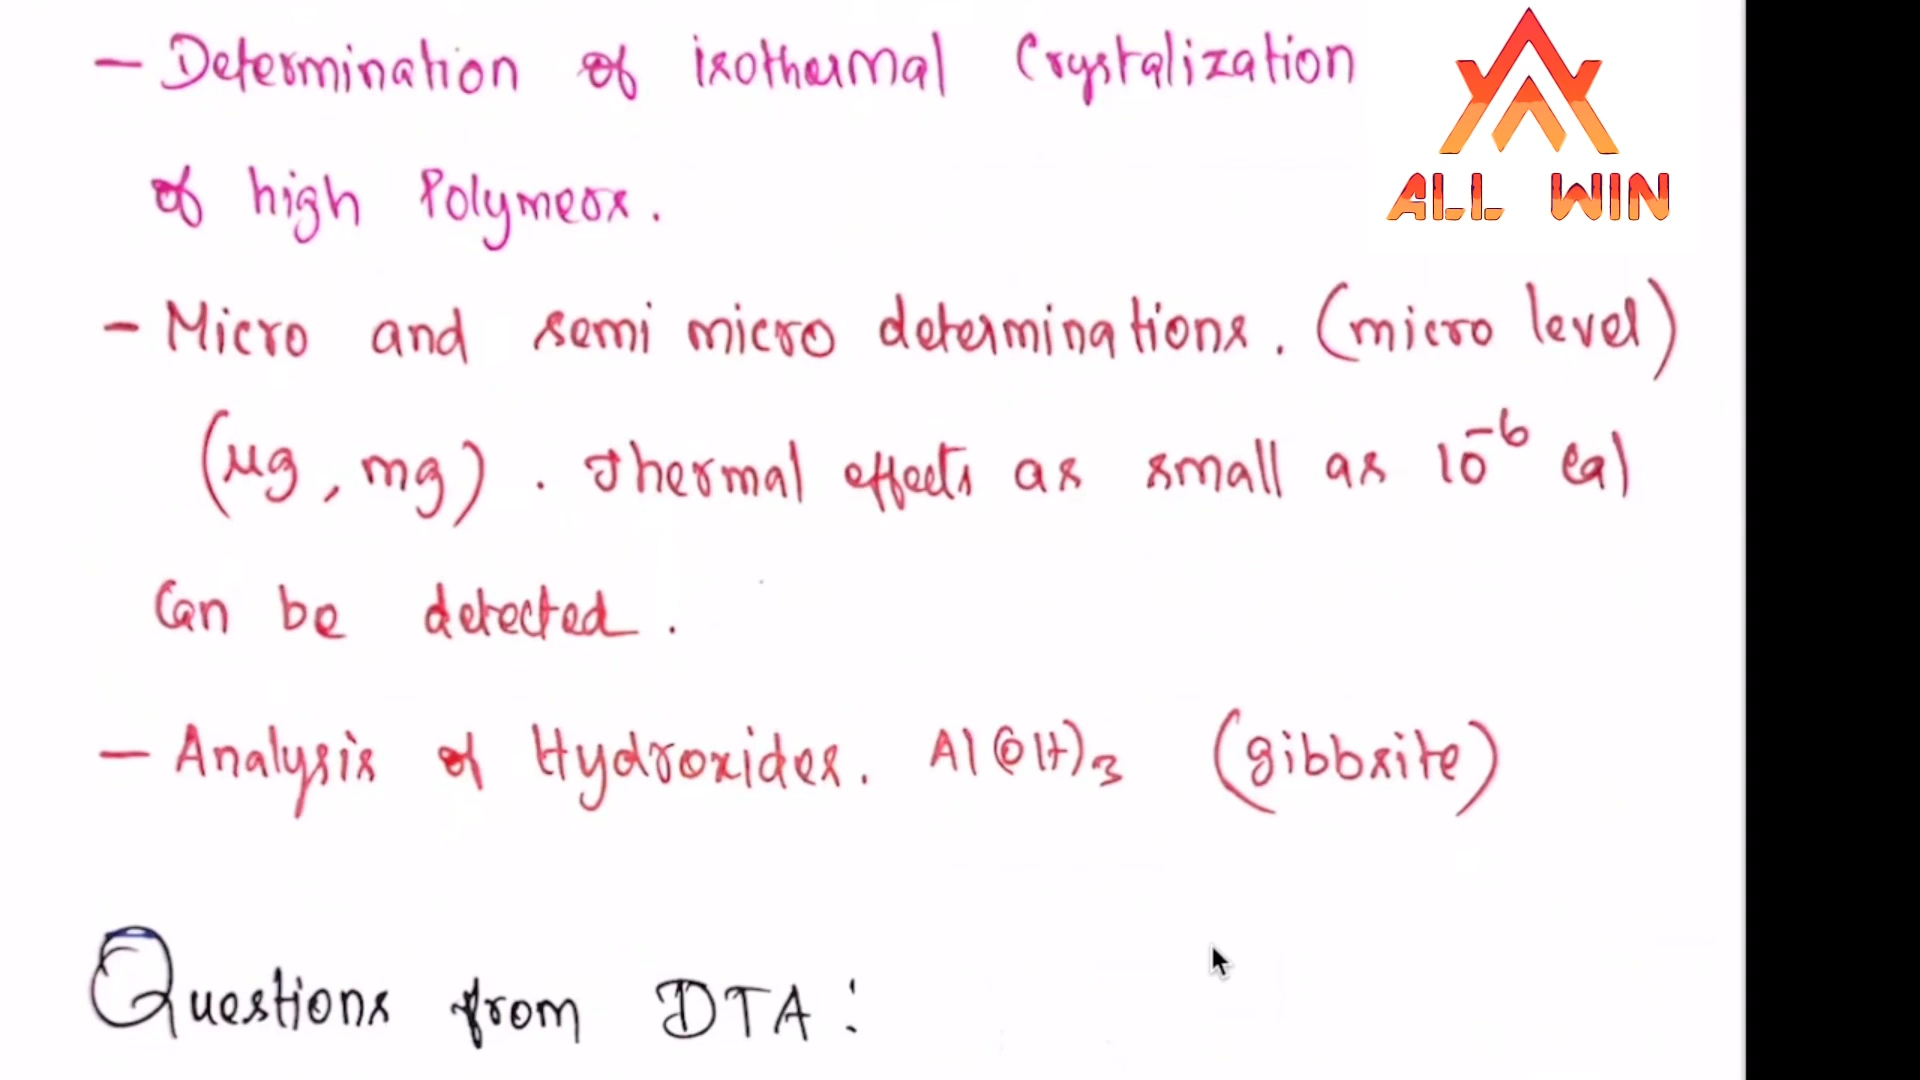 - Determination of isothermal Crystalization
ALL WIN
of high Polymers.
- Micro and semi micro determinations. (micro level)
(μg, mg). Thermal effects as small as 10⁻⁶ cal
Can be detected.
- Analysis of Hydroxides. Al(OH)₃ (gibbsite)
Questions from DTA: